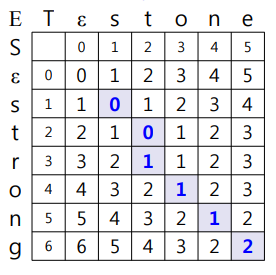 E T ε s t o n e
S 0 1 2 3 4 5
ε 0 0 1 2 3 4 5
s 1 1 0 1 2 3 4
t 2 2 1 0 1 2 3
r 3 3 2 1 1 2 3
o 4 4 3 2 1 2 3
n 5 5 4 3 2 1 2
g 6 6 5 4 3 2 2